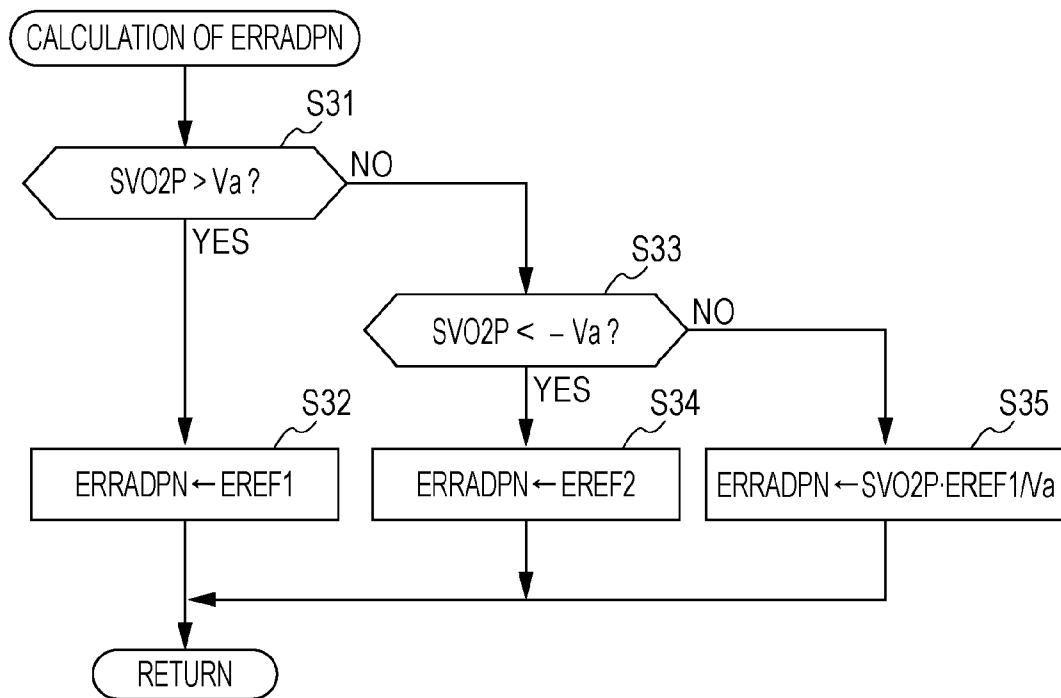 CALCULATION OF ERRADPN
S31
SVO2P > Va ?
NO
YES
S33
SVO2P < – Va ?
NO
YES
S32
S34
S35
ERRADPN ← EREF1
ERRADPN ← EREF2
ERRADPN ← SVO2P·EREF1/Va
RETURN